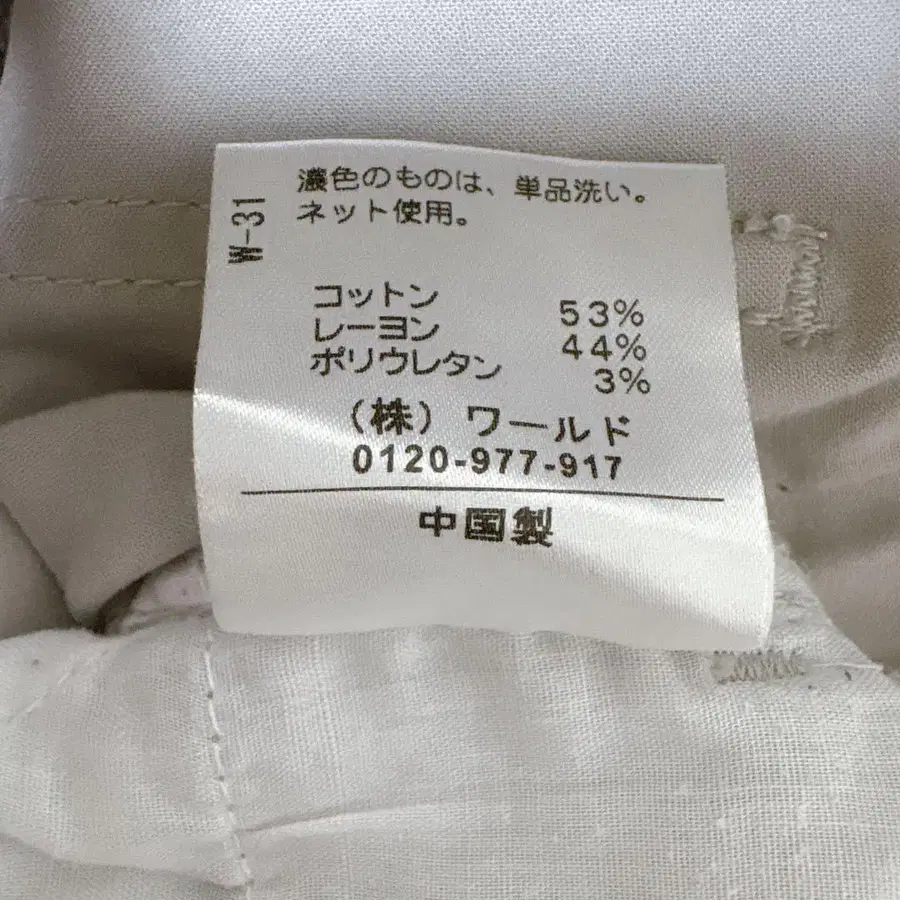 濃色のものは、単品洗い。
ネット使用。
W-31
コットン 53%
レーヨン 44%
ポリウレタン 3%
(株) ワールド
0120-977-917
中国製